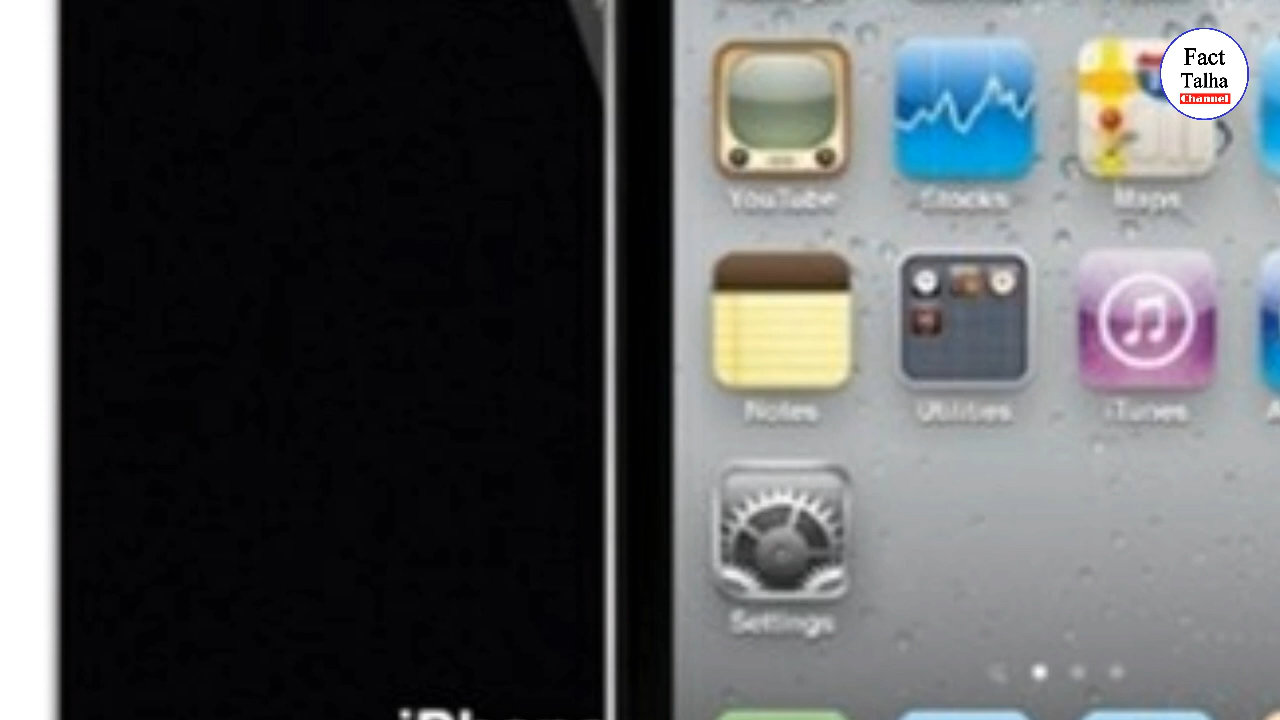 Fact
Talha
Channel
YouTube
Stocks
Maps
Notes
Utilities
iTunes
Settings